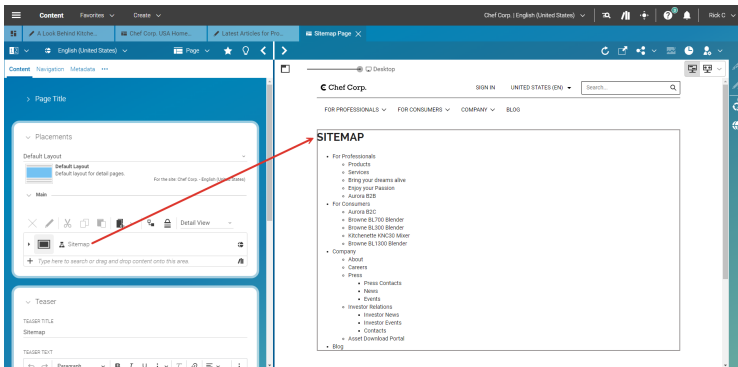 Content Favorites Create Chef Corp. | English (United States) Rick C
A Look Behind Kitche... Chef Corp. USA Home... Latest Articles for Pro... Sitemap Page
English (United States) Page
Content Navigation Metadata
Desktop
Page Title
Placements
Default Layout
Default Layout
Default layout for detail pages.
For the site: Chef Corp. - English (United States)
Main
Detail View
Sitemap
Type here to search or drag and drop content onto this area.
Teaser
TEASER TITLE
Sitemap
TEASER TEXT
Paragraph
Chef Corp. SIGN IN UNITED STATES (EN) Search...
FOR PROFESSIONALS FOR CONSUMERS COMPANY BLOG
SITEMAP
For Professionals
Products
Services
Bring your dreams alive
Enjoy your Passion
Aurora B2B
For Consumers
Aurora B2C
Browne BL700 Blender
Browne BL300 Blender
Kitchenette KNC30 Mixer
Browne BL1300 Blender
Company
About
Careers
Press
Press Contacts
News
Events
Investor Relations
Investor News
Investor Events
Contacts
Asset Download Portal
Blog